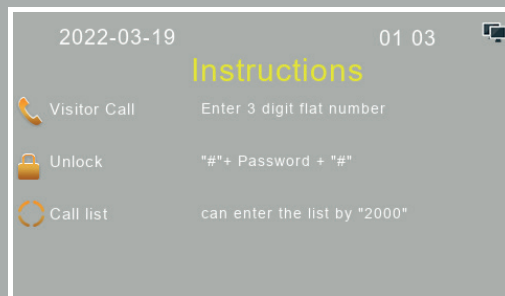 2022-03-19 01 03
Instructions
Visitor Call Enter 3 digit flat number
Unlock "#"+ Password + "#"
Call list can enter the list by "2000"